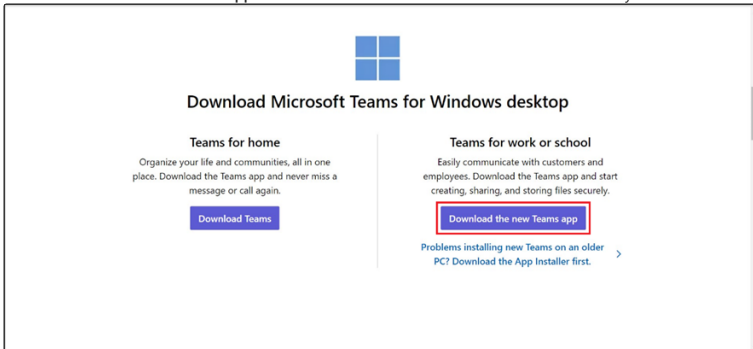 Download Microsoft Teams for Windows desktop
Teams for home
Organize your life and communities, all in one
place. Download the Teams app and never miss a
message or call again.
Download Teams
Teams for work or school
Easily communicate with customers and
employees. Download the Teams app and start
creating, sharing, and storing files securely.
Download the new Teams app
Problems installing new Teams on an older
PC? Download the App Installer first.